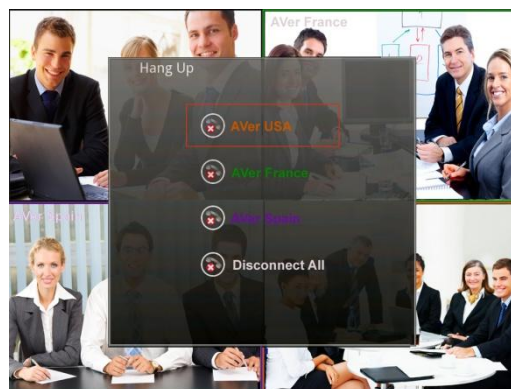 AVer France
Hang Up
AVer USA
AVer France
AVer Spain
AVer Spain
Disconnect All